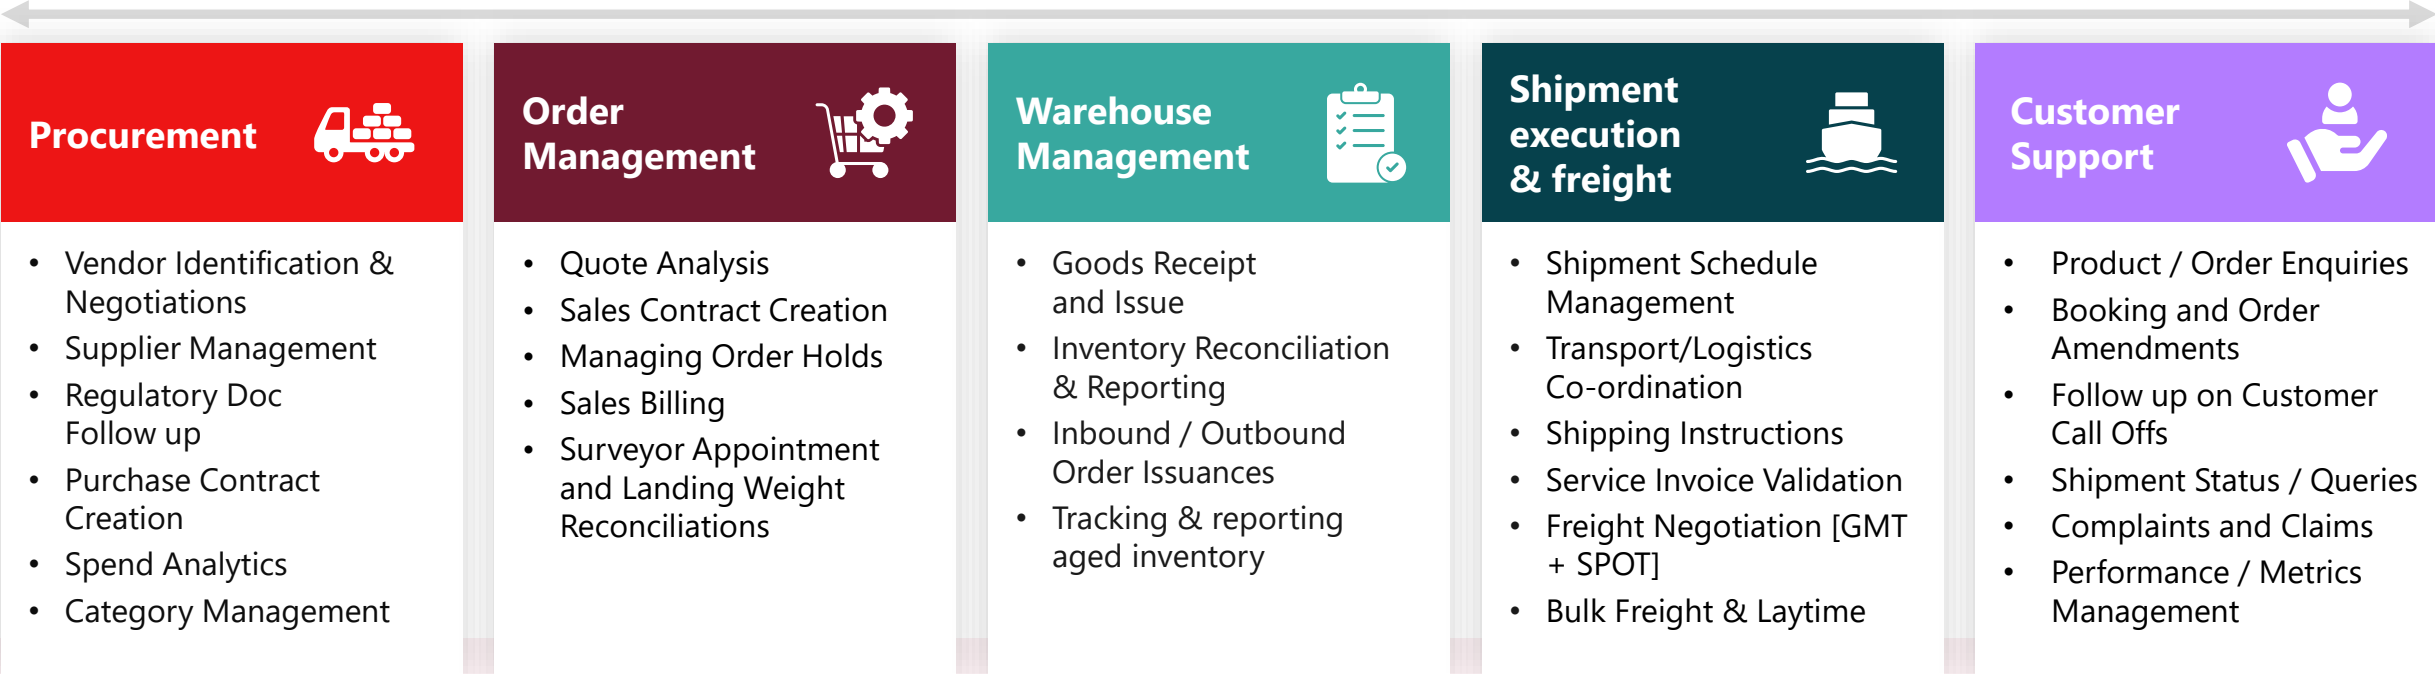 Procurement
• Vendor Identification &
Negotiations
• Supplier Management
• Regulatory Doc
Follow up
• Purchase Contract
Creation
• Spend Analytics
• Category Management
Order
Management
• Quote Analysis
• Sales Contract Creation
• Managing Order Holds
• Sales Billing
• Surveyor Appointment
and Landing Weight
Reconciliations
Warehouse
Management
• Goods Receipt
and Issue
• Inventory Reconciliation
& Reporting
• Inbound / Outbound
Order Issuances
• Tracking & reporting
aged inventory
Shipment
execution
& freight
• Shipment Schedule
Management
• Transport/Logistics
Co-ordination
• Shipping Instructions
• Service Invoice Validation
• Freight Negotiation [GMT
+ SPOT]
• Bulk Freight & Laytime
Customer
Support
• Product / Order Enquiries
• Booking and Order
Amendments
• Follow up on Customer
Call Offs
• Shipment Status / Queries
• Complaints and Claims
• Performance / Metrics
Management